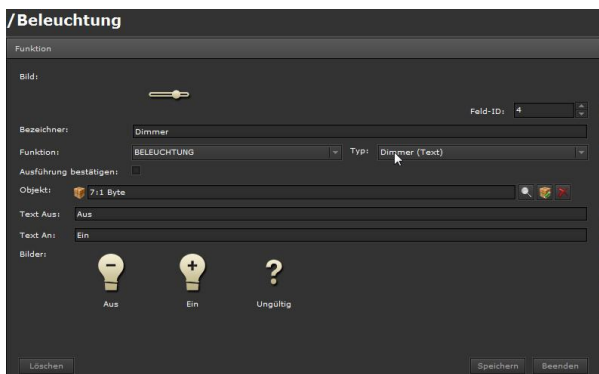 /Beleuchtung
Funktion
Bild:
Feld-ID: 4
Bezeichner: Dimmer
Funktion: BELEUCHTUNG Typ: Dimmer (Text)
Ausführung bestätigen:
Objekt: 7:1 Byte
Text Aus: Aus
Text An: Ein
Bilder:
Aus Ein Ungültig
Löschen Speichern Beenden